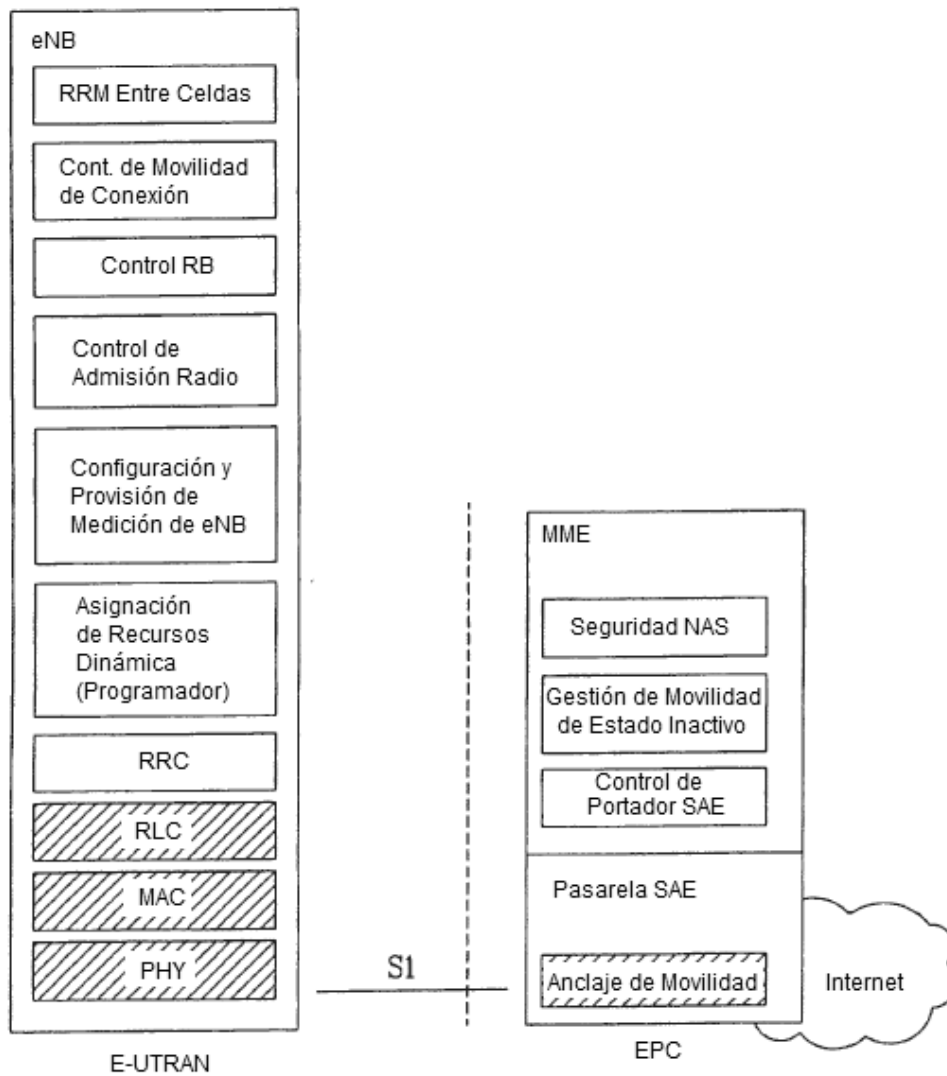 eNB
RRM Entre Celdas
Cont. de Movilidad
de Conexión
Control RB
Control de
Admisión Radio
Configuración y
Provisión de
Medición de eNB
Asignación
de Recursos
Dinámica
(Programador)
RRC
RLC
MAC
PHY
E-UTRAN
S1
MME
Seguridad NAS
Gestión de Movilidad
de Estado Inactivo
Control de
Portador SAE
Pasarela SAE
Anclaje de Movilidad
EPC
Internet